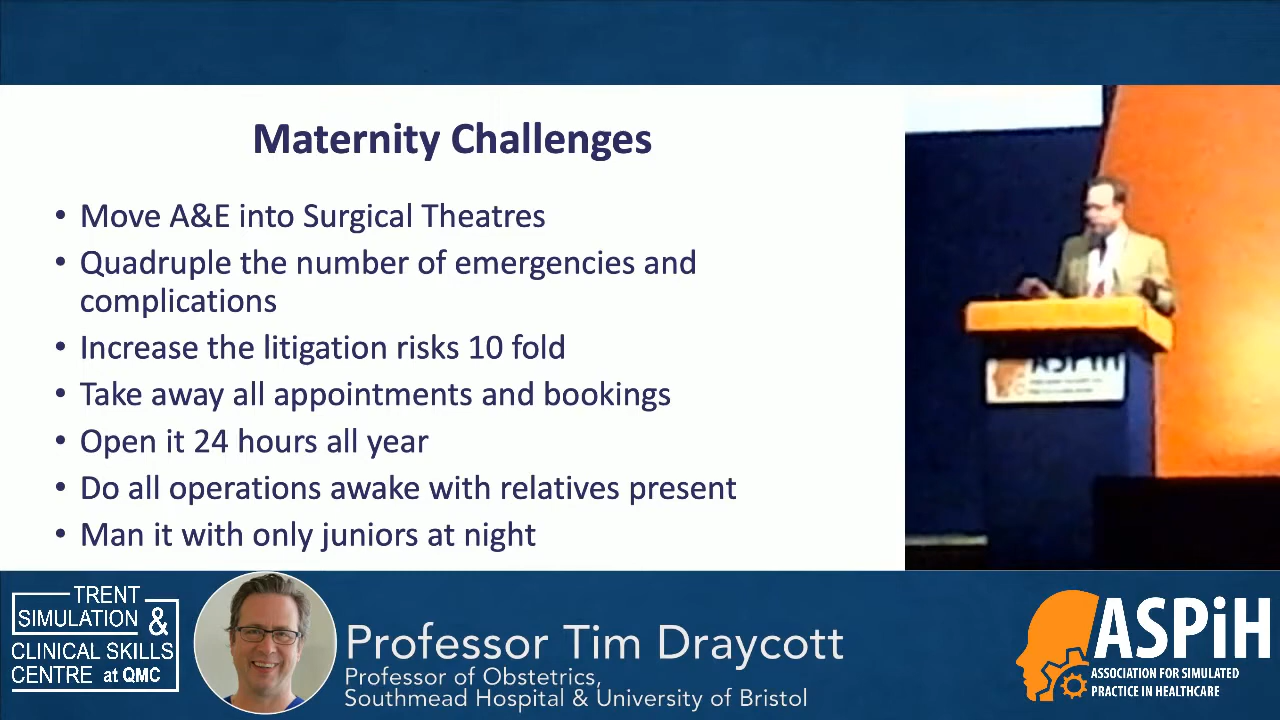 Maternity Challenges
• Move A&E into Surgical Theatres
• Quadruple the number of emergencies and
complications
• Increase the litigation risks 10 fold
• Take away all appointments and bookings
• Open it 24 hours all year
• Do all operations awake with relatives present
• Man it with only juniors at night
ASPiH
TRENT
SIMULATION &
CLINICAL SKILLS
CENTRE at QMC
Professor Tim Draycott
Professor of Obstetrics,
Southmead Hospital & University of Bristol
ASPiH
ASSOCIATION FOR SIMULATED
PRACTICE IN HEALTHCARE